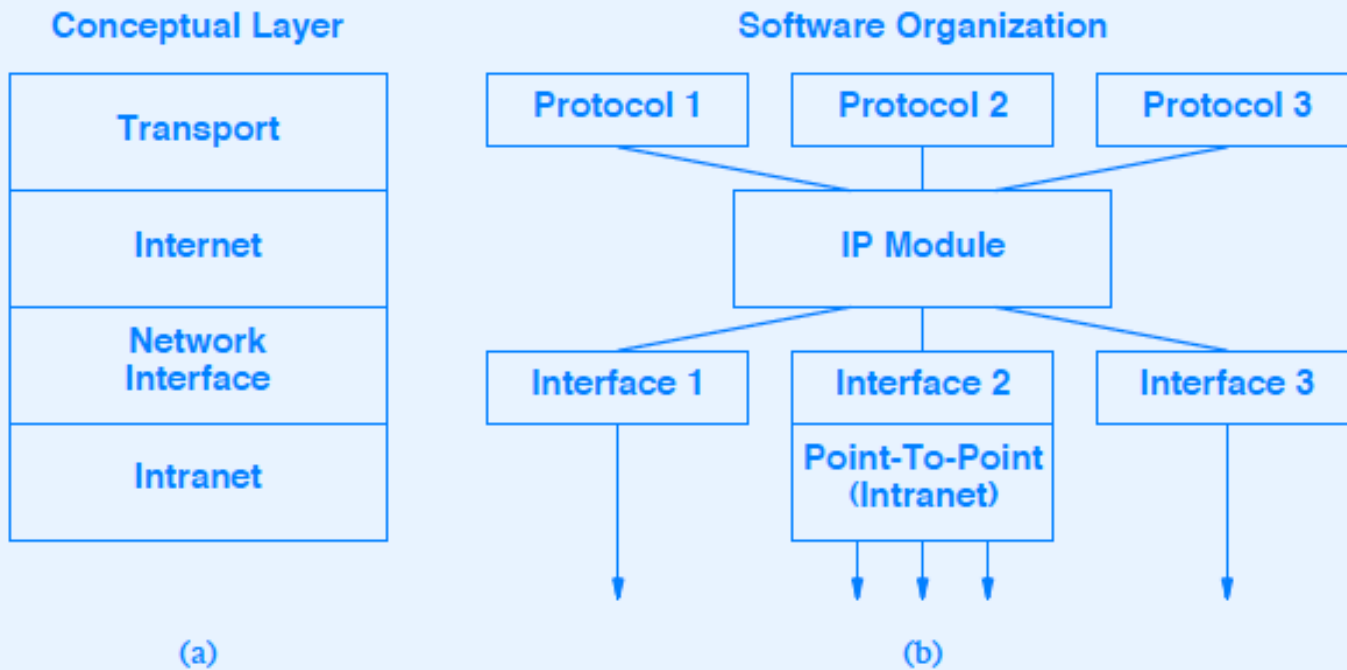 Conceptual Layer
Software Organization
Transport
Internet
Network
Interface
Intranet
Protocol 1
Protocol 2
Protocol 3
IP Module
Interface 1
Interface 2
Interface 3
Point-To-Point
(Intranet)
(a)
(b)